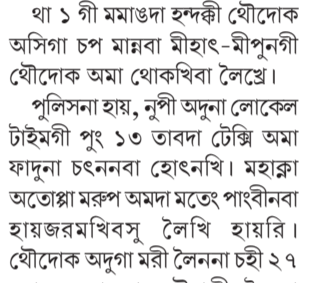 থা ১ গী মমাঙদা হন্দক্কী থৌদোক
অসিগা চপ মান্নবা মীহাৎ-মীপুনগী
থৌদোক অমা থোকখিবা লৈখ্রে।
পুলিসনা হায়, নুপী অদুনা লোকেল
টাইমগী পুং ১৩ তাবদা টেক্সি অমা
ফাদুনা চৎননবা হোৎনখি। মহাক্না
অতোপ্পা মরুপ অমদা মতেং পাংবীনবা
হায়জরমখিবসু লৈখি হায়রি।
থৌদোক অদুগা মরী লৈননা চহী ২৭